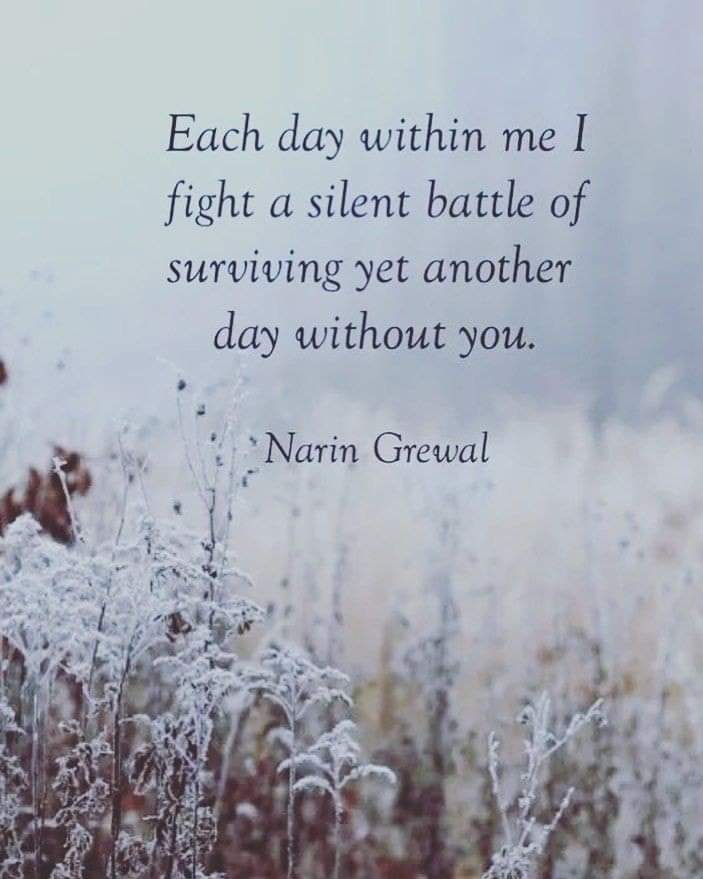 Each day within me I
fight a silent battle of
surviving yet another
day without you.
Narin Grewal